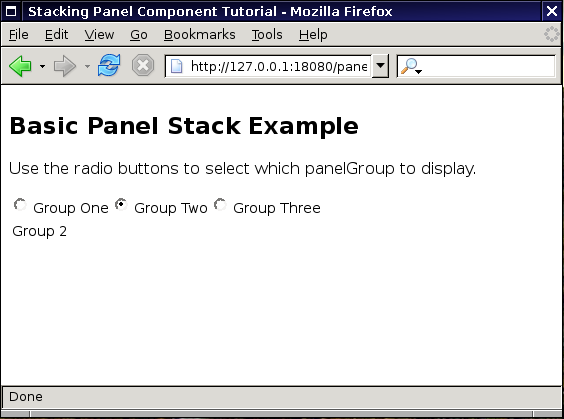 Stacking Panel Component Tutorial - Mozilla Firefox
File Edit View Go Bookmarks Tools Help
http://127.0.0.1:18080/pane
Basic Panel Stack Example
Use the radio buttons to select which panelGroup to display.
Group One Group Two Group Three
Group 2
Done